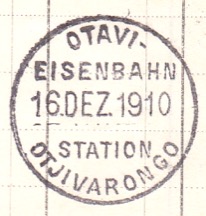 OTAVI-
EISENBAHN
16.DEZ.1910
STATION
OTJIVARONGO